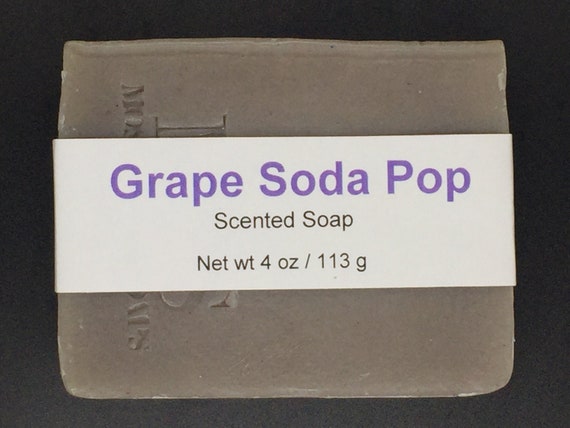 Grape Soda Pop
Scented Soap
Net wt 4 oz / 113 g